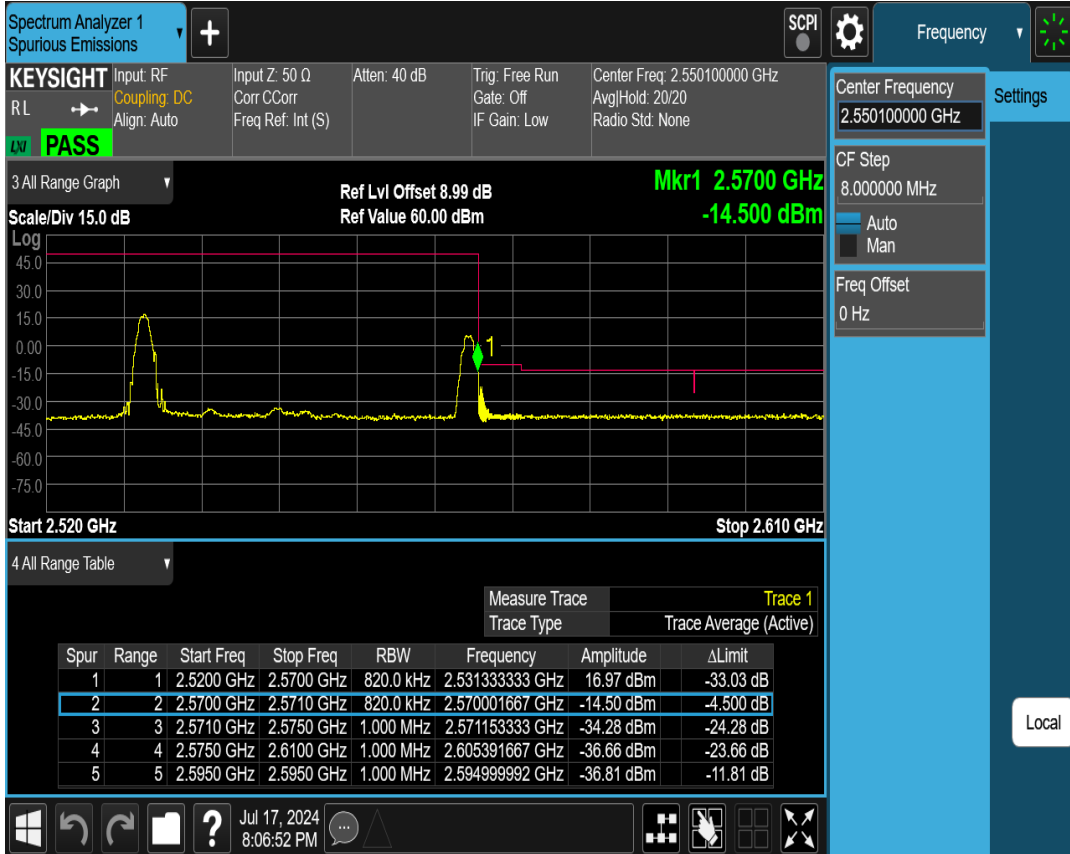 Spectrum Analyzer 1
Spurious Emissions
+
SCPI
Frequency
KEYSIGHT
RL
LXI
PASS
Input: RF
Coupling: DC
Align: Auto
Input Z: 50 Ω
Corr CCorr
Freq Ref: Int (S)
Atten: 40 dB
Trig: Free Run
Gate: Off
IF Gain: Low
Center Freq: 2.550100000 GHz
Avg|Hold: 20/20
Radio Std: None
Center Frequency
2.550100000 GHz
Settings
CF Step
8.000000 MHz
Auto
Man
Freq Offset
0 Hz
Local
3 All Range Graph
Scale/Div 15.0 dB
Ref Lvl Offset 8.99 dB
Ref Value 60.00 dBm
Mkr1 2.5700 GHz
-14.500 dBm
Log
45.0
30.0
15.0
0.00
-15.0
-30.0
-45.0
-60.0
-75.0
1
Start 2.520 GHz
Stop 2.610 GHz
4 All Range Table
Measure Trace Trace 1
Trace Type Trace Average (Active)
Spur Range Start Freq Stop Freq RBW Frequency Amplitude ΔLimit
1 1 2.5200 GHz 2.5700 GHz 820.0 kHz 2.531333333 GHz 16.97 dBm -33.03 dB
2 2 2.5700 GHz 2.5710 GHz 820.0 kHz 2.570001667 GHz -14.50 dBm -4.500 dB
3 3 2.5710 GHz 2.5750 GHz 1.000 MHz 2.571153333 GHz -34.28 dBm -24.28 dB
4 4 2.5750 GHz 2.6100 GHz 1.000 MHz 2.605391667 GHz -36.66 dBm -23.66 dB
5 5 2.5950 GHz 2.5950 GHz 1.000 MHz 2.594999992 GHz -36.81 dBm -11.81 dB
?
Jul 17, 2024
8:06:52 PM